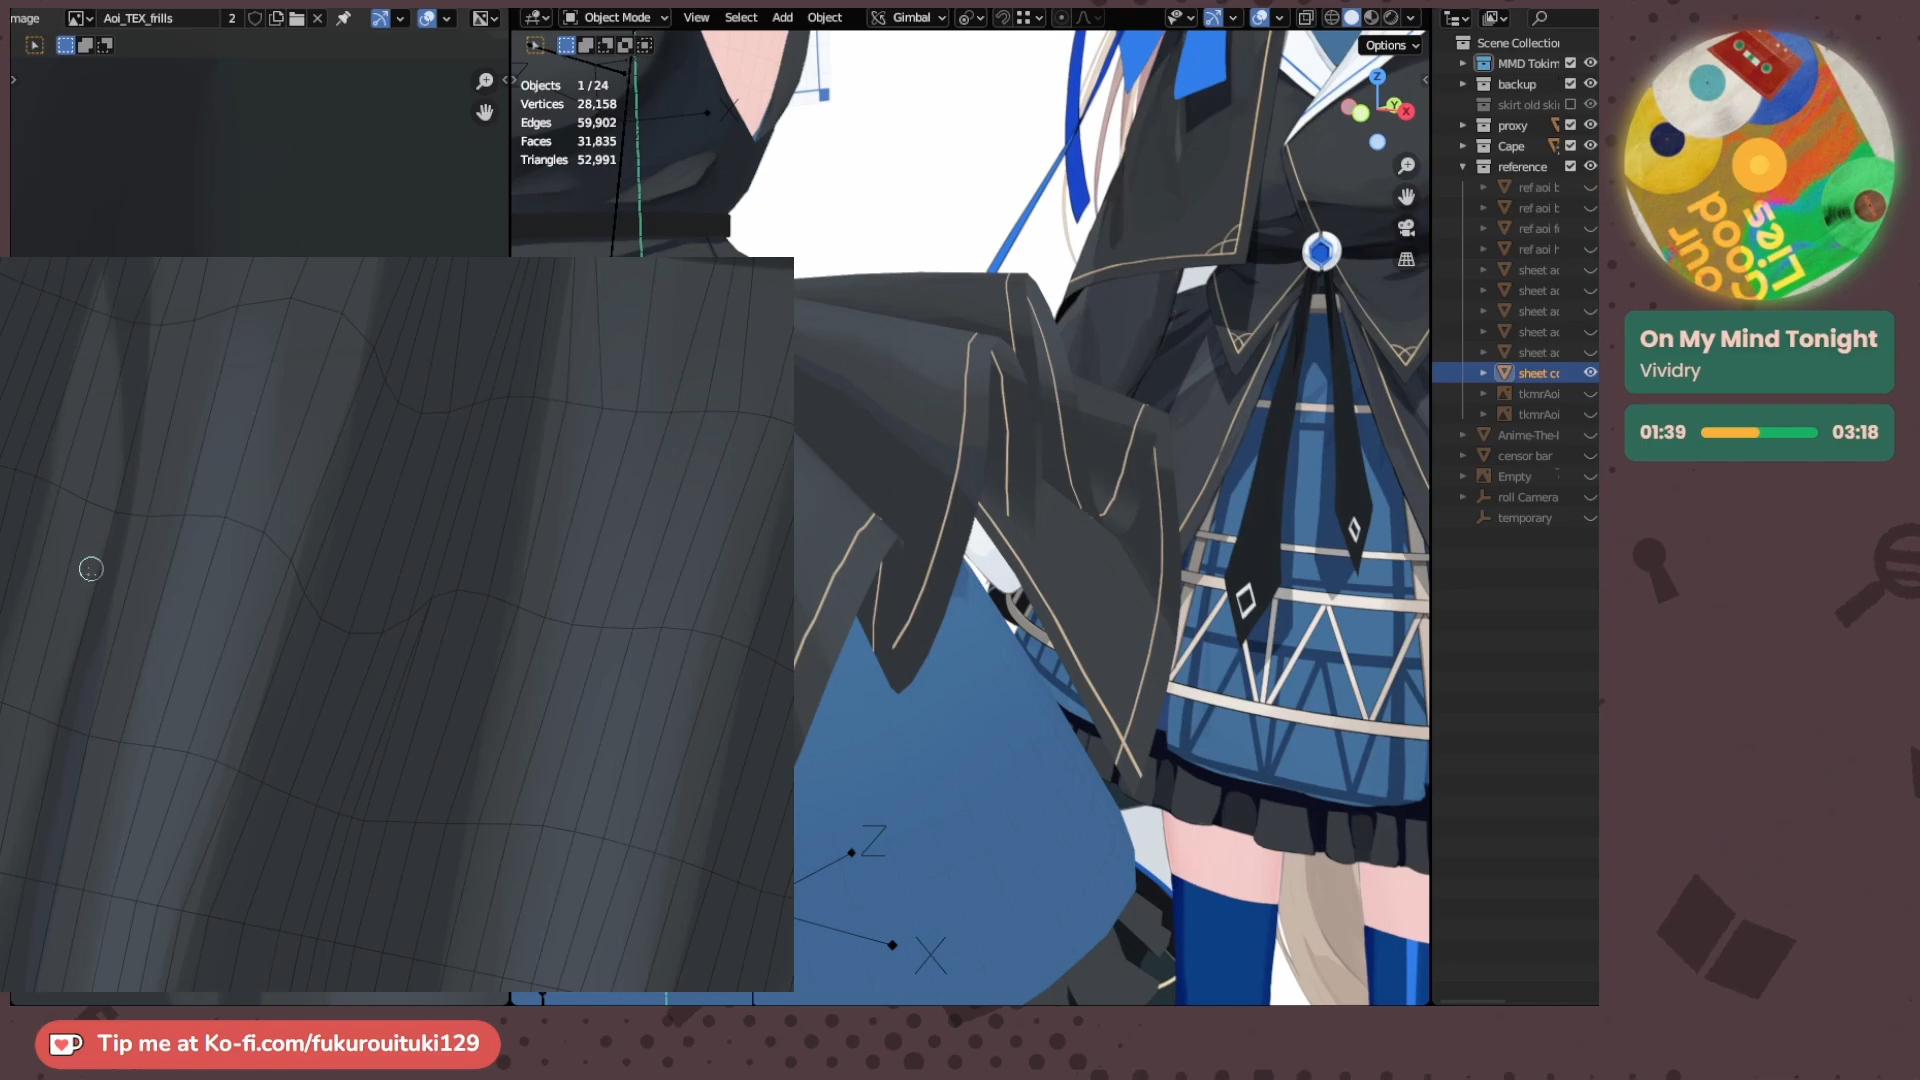 mage
Aoi_TEX_frills
2
Object Mode
View
Select
Add
Object
Gimbal
Options
Objects 1 / 24
Vertices 28,158
Edges 59,902
Faces 31,835
Triangles 52,991
Z
Y
X
Z
X
Scene Collection
MMD Tokim
backup
skirt old skir
proxy
Cape
reference
ref aoi b
ref aoi b
ref aoi f
ref aoi h
sheet ac
sheet ac
sheet ac
sheet ac
sheet ac
sheet cc
tkmrAoi
tkmrAoi
Anime-The-I
censor bar
Empty
roll Camera
temporary
our
good
Lies
On My Mind Tonight
Vividry
01:39
03:18
Tip me at Ko-fi.com/fukurouituki129